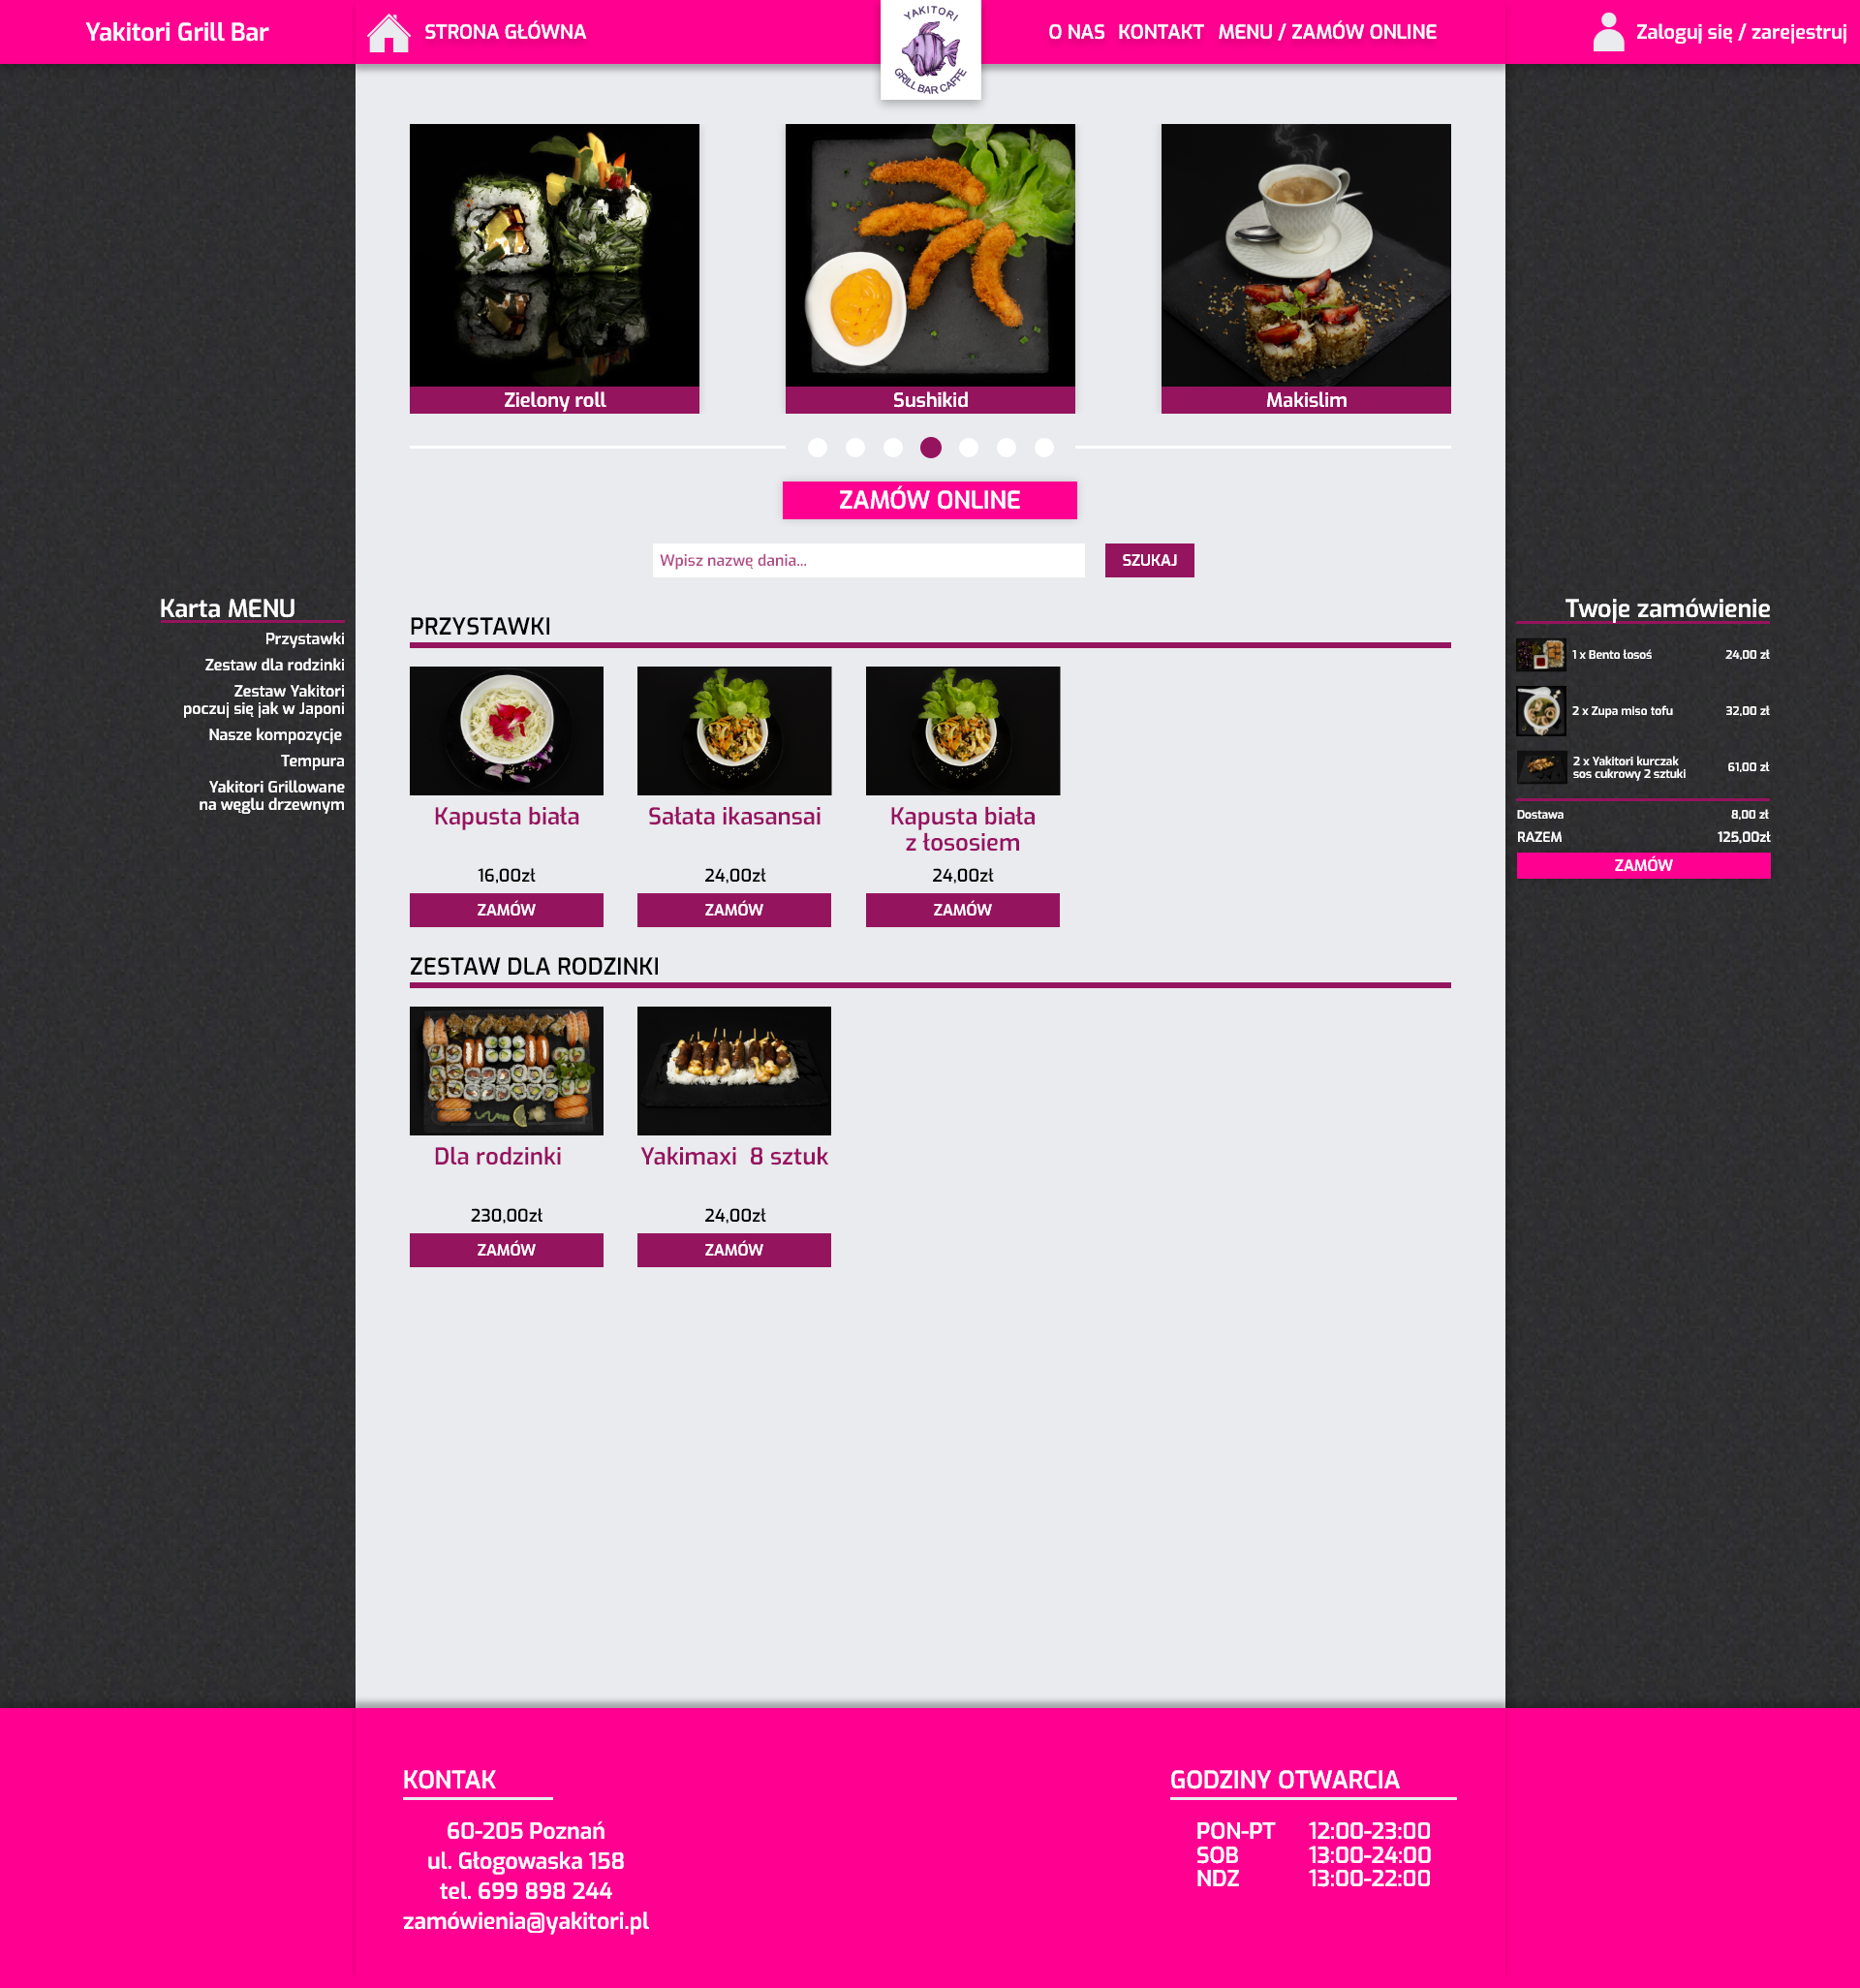 Yakitori Grill Bar
STRONA GŁÓWNA
YAKITORI
GRILL BAR CAFFE
O NAS
KONTAKT
MENU / ZAMÓW ONLINE
Zaloguj się / zarejestruj
Zielony roll
Sushikid
Makislim
ZAMÓW ONLINE
Wpisz nazwę dania...
SZUKAJ
Karta MENU
Przystawki
Zestaw dla rodzinki
Zestaw Yakitori
poczuj się jak w Japoni
Nasze kompozycje
Tempura
Yakitori Grillowane
na węglu drzewnym
PRZYSTAWKI
Kapusta biała
16,00zł
ZAMÓW
Sałata ikasansai
24,00zł
ZAMÓW
Kapusta biała
z łososiem
24,00zł
ZAMÓW
ZESTAW DLA RODZINKI
Dla rodzinki
230,00zł
ZAMÓW
Yakimaxi  8 sztuk
24,00zł
ZAMÓW
Twoje zamówienie
1 x Bento łosoś 24,00 zł
2 x Zupa miso tofu 32,00 zł
2 x Yakitori kurczak
sos cukrowy 2 sztuki 61,00 zł
Dostawa 8,00 zł
RAZEM 125,00zł
ZAMÓW
KONTAK
60-205 Poznań
ul. Głogowaska 158
tel. 699 898 244
zamówienia@yakitori.pl
GODZINY OTWARCIA
PON-PT 12:00-23:00
SOB 13:00-24:00
NDZ 13:00-22:00